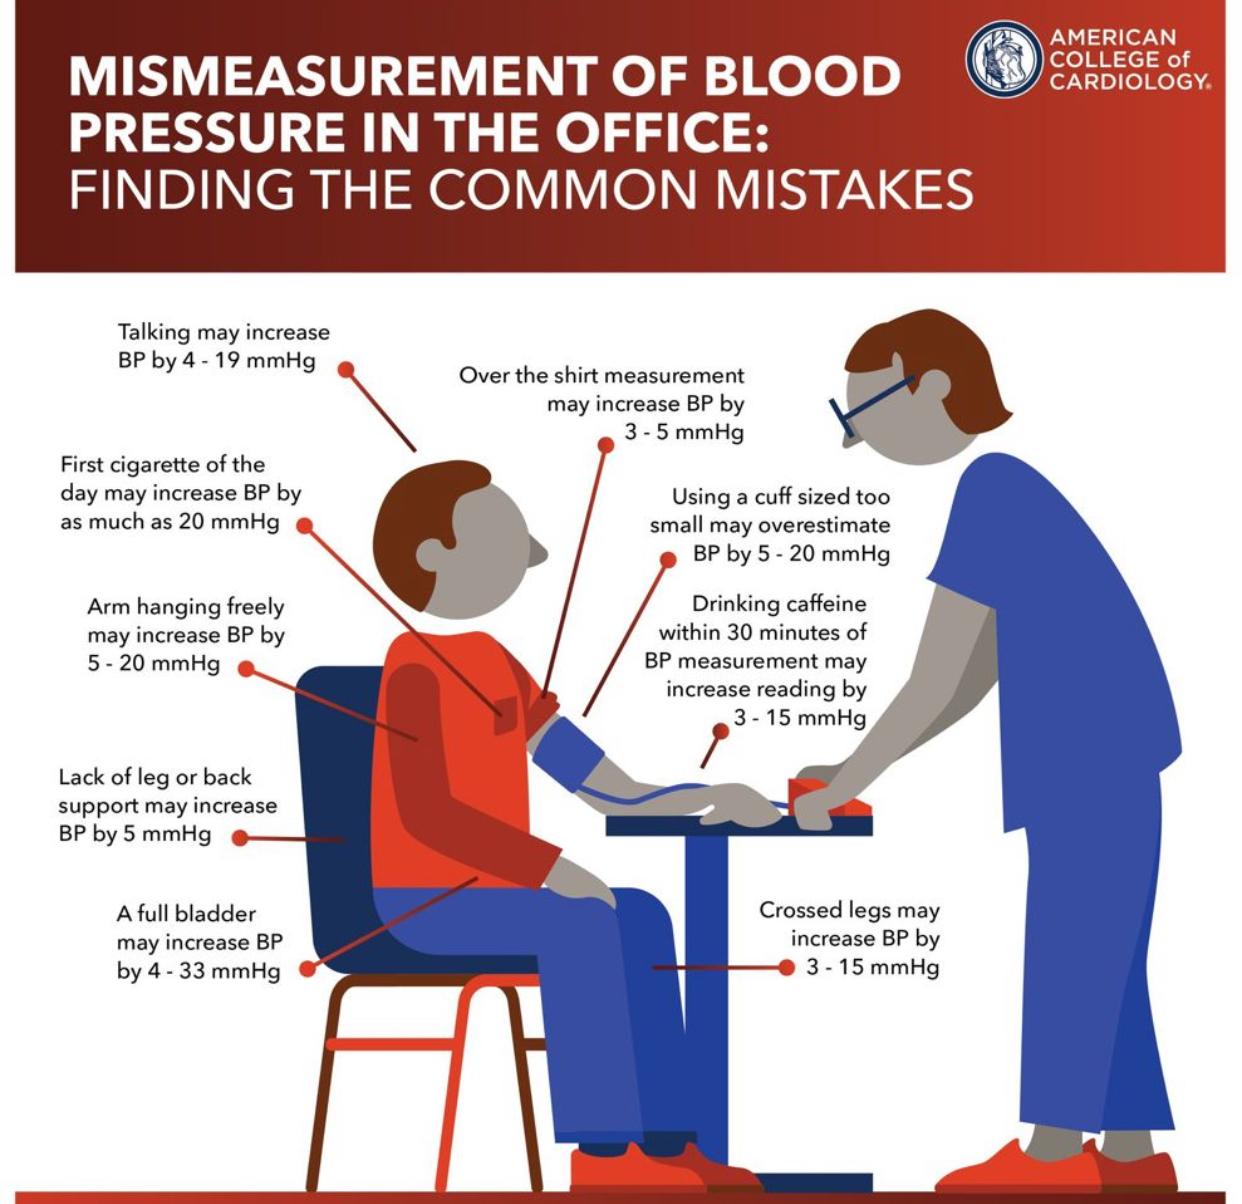 MISMEASUREMENT OF BLOOD
PRESSURE IN THE OFFICE:
FINDING THE COMMON MISTAKES
AMERICAN
COLLEGE of
CARDIOLOGY®
Talking may increase
BP by 4 - 19 mmHg
Over the shirt measurement
may increase BP by
3 - 5 mmHg
First cigarette of the
day may increase BP by
as much as 20 mmHg
Using a cuff sized too
small may overestimate
BP by 5 - 20 mmHg
Arm hanging freely
may increase BP by
5 - 20 mmHg
Drinking caffeine
within 30 minutes of
BP measurement may
increase reading by
3 - 15 mmHg
Lack of leg or back
support may increase
BP by 5 mmHg
A full bladder
may increase BP
by 4 - 33 mmHg
Crossed legs may
increase BP by
3 - 15 mmHg